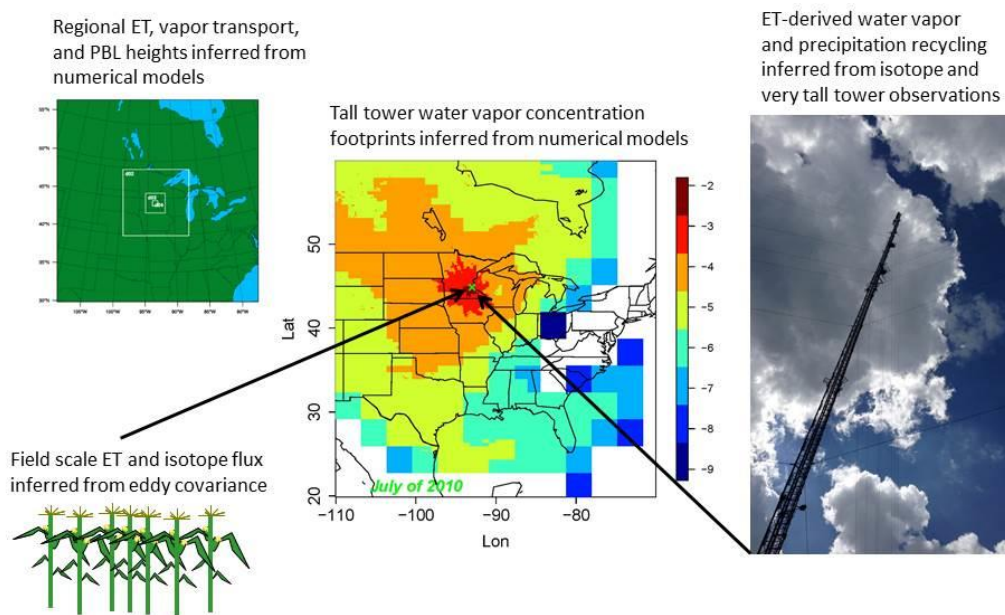 Regional ET, vapor transport,
and PBL heights inferred from
numerical models
ET-derived water vapor
and precipitation recycling
inferred from isotope and
very tall tower observations
Tall tower water vapor concentration
footprints inferred from numerical models
Lat
50
40
30
20
July of 2010
−110
−100
−90
−80
Lon
−2
−3
−4
−5
−6
−7
−8
−9
Field scale ET and isotope flux
inferred from eddy covariance